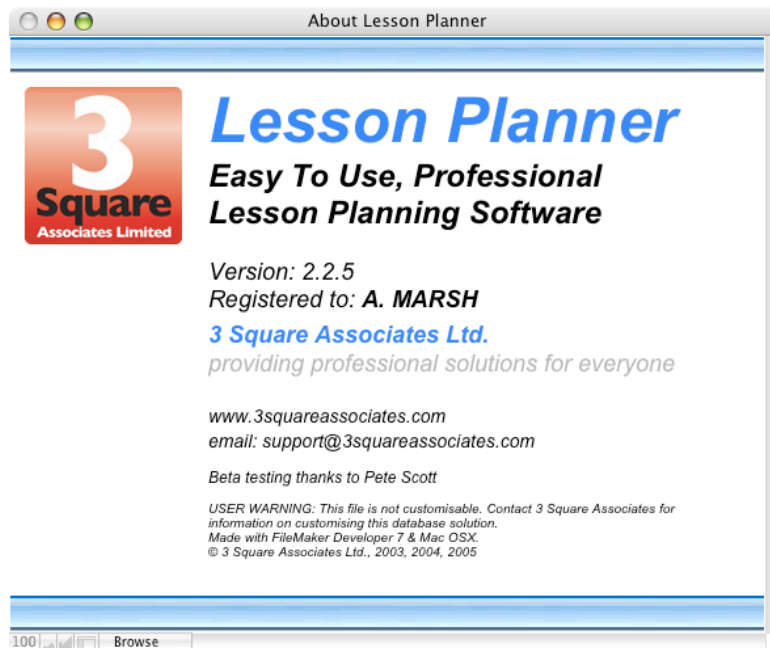 About Lesson Planner
3
Square
Associates Limited
Lesson Planner
Easy To Use, Professional
Lesson Planning Software
Version: 2.2.5
Registered to: A. MARSH
3 Square Associates Ltd.
providing professional solutions for everyone
www.3squareassociates.com
email: support@3squareassociates.com
Beta testing thanks to Pete Scott
USER WARNING: This file is not customisable. Contact 3 Square Associates for
information on customising this database solution.
Made with FileMaker Developer 7 & Mac OSX.
© 3 Square Associates Ltd., 2003, 2004, 2005
100 Browse